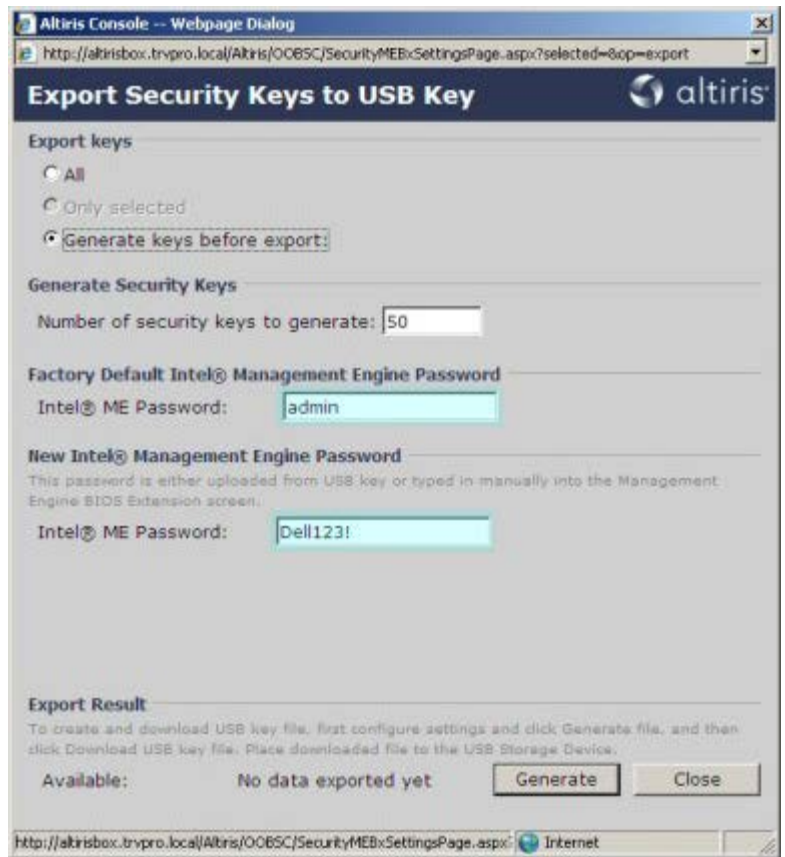 Altiris Console -- Webpage Dialog
http://altirisbox.trvpro.local/Altiris/OOBSC/SecurityMEBxSettingsPage.aspx?selected=&op=export
Export Security Keys to USB Key
altiris
Export keys
All
Only selected
Generate keys before export:
Generate Security Keys
Number of security keys to generate: 50
Factory Default Intel® Management Engine Password
Intel® ME Password: admin
New Intel® Management Engine Password
This password is either uploaded from USB key or typed in manually into the Management
Engine BIOS Extension screen.
Intel® ME Password: Dell123!
Export Result
To create and download USB key file, first configure settings and click Generate file, and then
click Download USB key file. Place downloaded file to the USB Storage Device.
Available: No data exported yet Generate Close
http://altirisbox.trvpro.local/Altiris/OOBSC/SecurityMEBxSettingsPage.aspx Internet